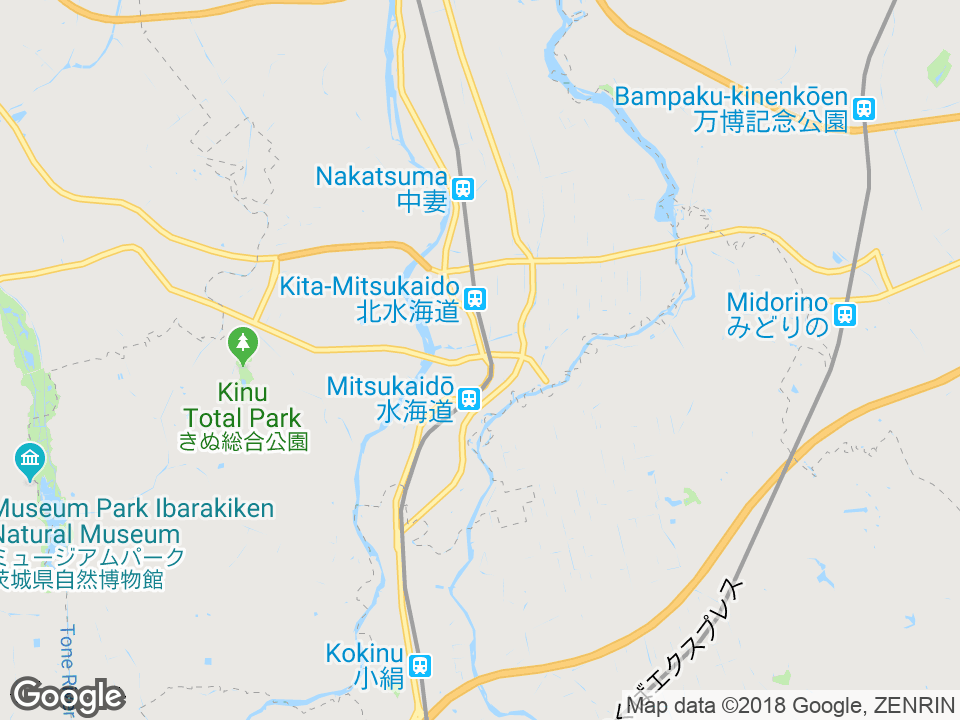 Bampaku-kinenkōen
万博記念公園
Nakatsuma
中妻
Kita-Mitsukaido
北水海道
Midorino
みどりの
Kinu
Total Park
きぬ総合公園
Mitsukaidō
水海道
Museum Park Ibarakiken
Natural Museum
ミュージアムパーク
茨城県自然博物館
Kokinu
小絹
エクスプレス
Google
Map data ©2018 Google, ZENRIN